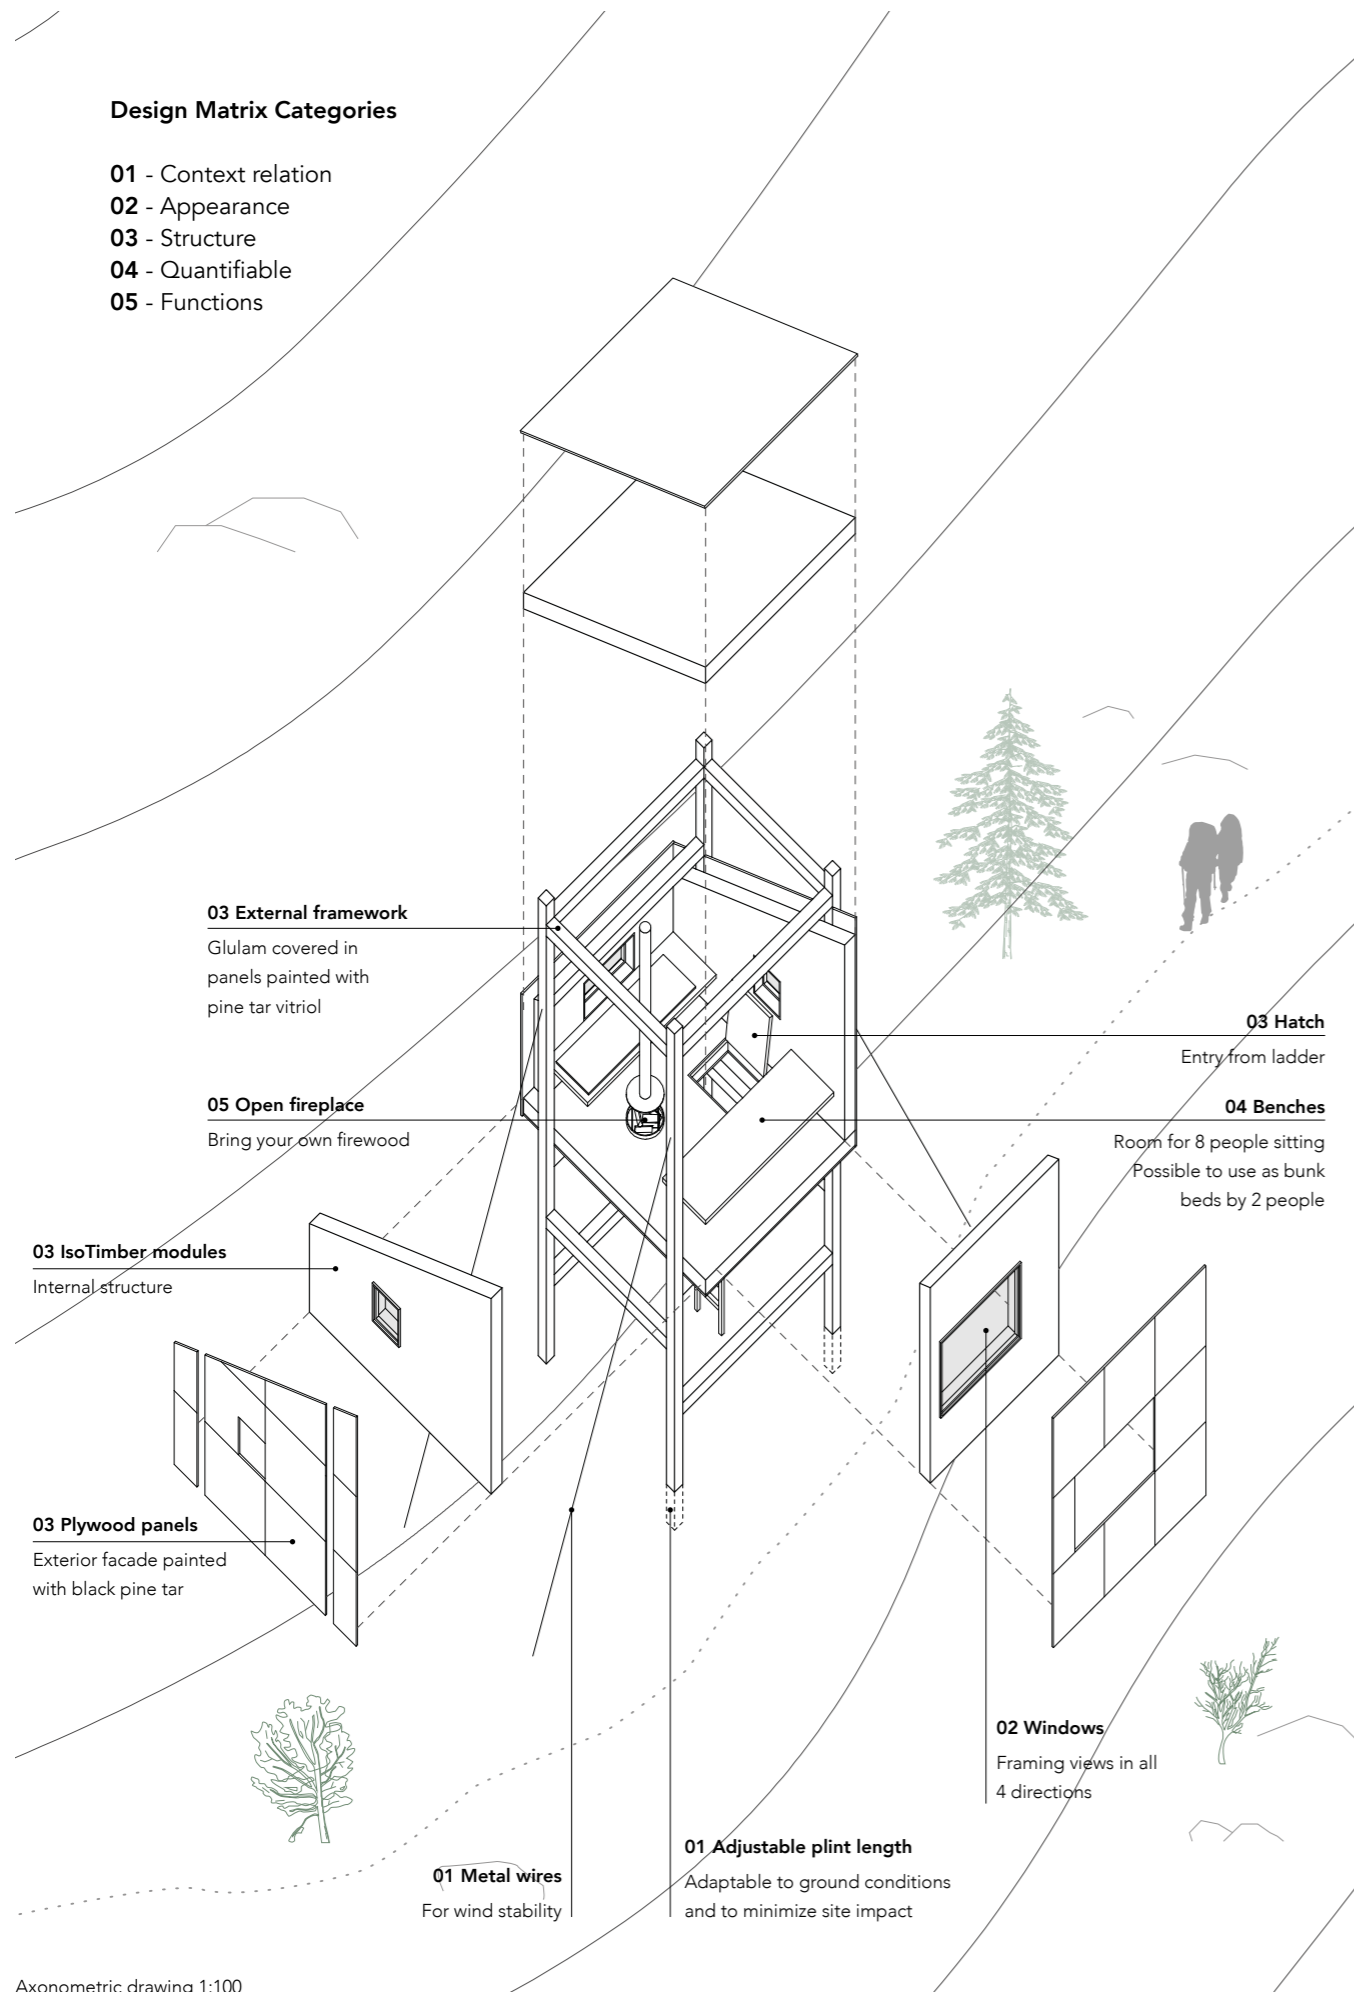 Design Matrix Categories
01 - Context relation
02 - Appearance
03 - Structure
04 - Quantifiable
05 - Functions
03 External framework
Glulam covered in
panels painted with
pine tar vitriol
03 Hatch
Entry from ladder
05 Open fireplace
Bring your own firewood
04 Benches
Room for 8 people sitting
Possible to use as bunk
beds by 2 people
03 IsoTimber modules
Internal structure
03 Plywood panels
Exterior facade painted
with black pine tar
02 Windows
Framing views in all
4 directions
01 Adjustable plint length
Adaptable to ground conditions
and to minimize site impact
01 Metal wires
For wind stability
Axonometric drawing 1:100